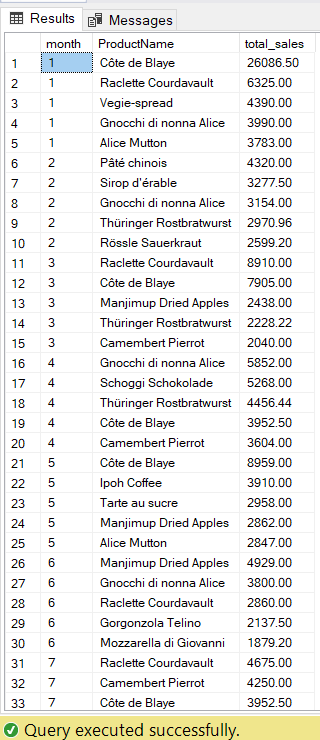 Results Messages
month ProductName total_sales
1 1 Côte de Blaye 26086.50
2 1 Raclette Courdavault 6325.00
3 1 Vegie-spread 4390.00
4 1 Gnocchi di nonna Alice 3990.00
5 1 Alice Mutton 3783.00
6 2 Pâté chinois 4320.00
7 2 Sirop d'érable 3277.50
8 2 Gnocchi di nonna Alice 3154.00
9 2 Thüringer Rostbratwurst 2970.96
10 2 Rössle Sauerkraut 2599.20
11 3 Raclette Courdavault 8910.00
12 3 Côte de Blaye 7905.00
13 3 Manjimup Dried Apples 2438.00
14 3 Thüringer Rostbratwurst 2228.22
15 3 Camembert Pierrot 2040.00
16 4 Gnocchi di nonna Alice 5852.00
17 4 Schoggi Schokolade 5268.00
18 4 Thüringer Rostbratwurst 4456.44
19 4 Côte de Blaye 3952.50
20 4 Camembert Pierrot 3604.00
21 5 Côte de Blaye 8959.00
22 5 Ipoh Coffee 3910.00
23 5 Tarte au sucre 2958.00
24 5 Manjimup Dried Apples 2862.00
25 5 Alice Mutton 2847.00
26 6 Manjimup Dried Apples 4929.00
27 6 Gnocchi di nonna Alice 3800.00
28 6 Raclette Courdavault 2860.00
29 6 Gorgonzola Telino 2137.50
30 6 Mozzarella di Giovanni 1879.20
31 7 Raclette Courdavault 4675.00
32 7 Camembert Pierrot 4250.00
33 7 Côte de Blaye 3952.50
Query executed successfully.